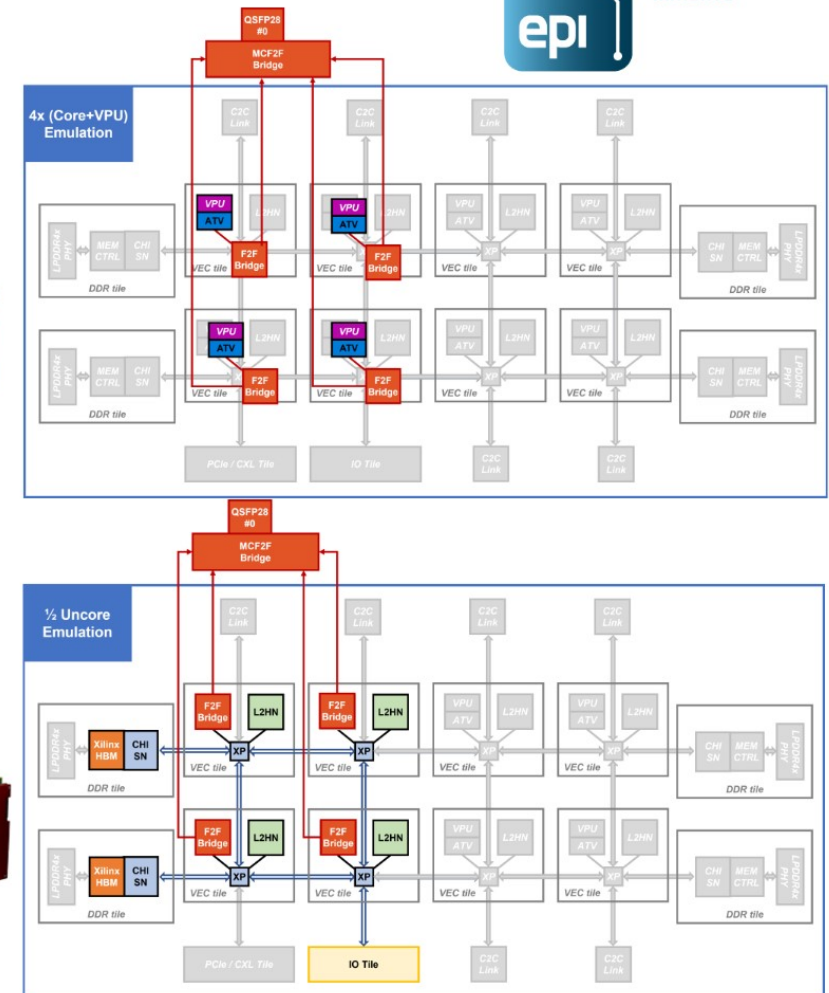 epi
QSFP28
#0
MCF2F
Bridge
4x (Core+VPU)
Emulation
C2C
Link
C2C
Link
C2C
Link
C2C
Link
LPDDR4x
PHY
MEM
CTRL
CHI
SN
DDR tile
VPU
ATV
L2HN
F2F
Bridge
VEC tile
VPU
ATV
L2HN
F2F
Bridge
VEC tile
VPU
ATV
L2HN
XP
VEC tile
VPU
ATV
L2HN
XP
VEC tile
CHI
SN
MEM
CTRL
LPDDR4x
PHY
DDR tile
LPDDR4x
PHY
MEM
CTRL
CHI
SN
DDR tile
VPU
ATV
L2HN
F2F
Bridge
VEC tile
VPU
ATV
L2HN
F2F
Bridge
VEC tile
VPU
ATV
L2HN
XP
VEC tile
VPU
ATV
L2HN
XP
VEC tile
CHI
SN
MEM
CTRL
LPDDR4x
PHY
DDR tile
PCIe / CXL Tile
IO Tile
C2C
Link
C2C
Link
QSFP28
#0
MCF2F
Bridge
½ Uncore
Emulation
C2C
Link
C2C
Link
C2C
Link
C2C
Link
LPDDR4x
PHY
Xilinx
HBM
CHI
SN
DDR tile
F2F
Bridge
L2HN
XP
VEC tile
F2F
Bridge
L2HN
XP
VEC tile
VPU
ATV
L2HN
XP
VEC tile
VPU
ATV
L2HN
XP
VEC tile
CHI
SN
MEM
CTRL
LPDDR4x
PHY
DDR tile
LPDDR4x
PHY
Xilinx
HBM
CHI
SN
DDR tile
F2F
Bridge
L2HN
XP
VEC tile
F2F
Bridge
L2HN
XP
VEC tile
VPU
ATV
L2HN
XP
VEC tile
VPU
ATV
L2HN
XP
VEC tile
CHI
SN
MEM
CTRL
LPDDR4x
PHY
DDR tile
PCIe / CXL Tile
IO Tile
C2C
Link
C2C
Link